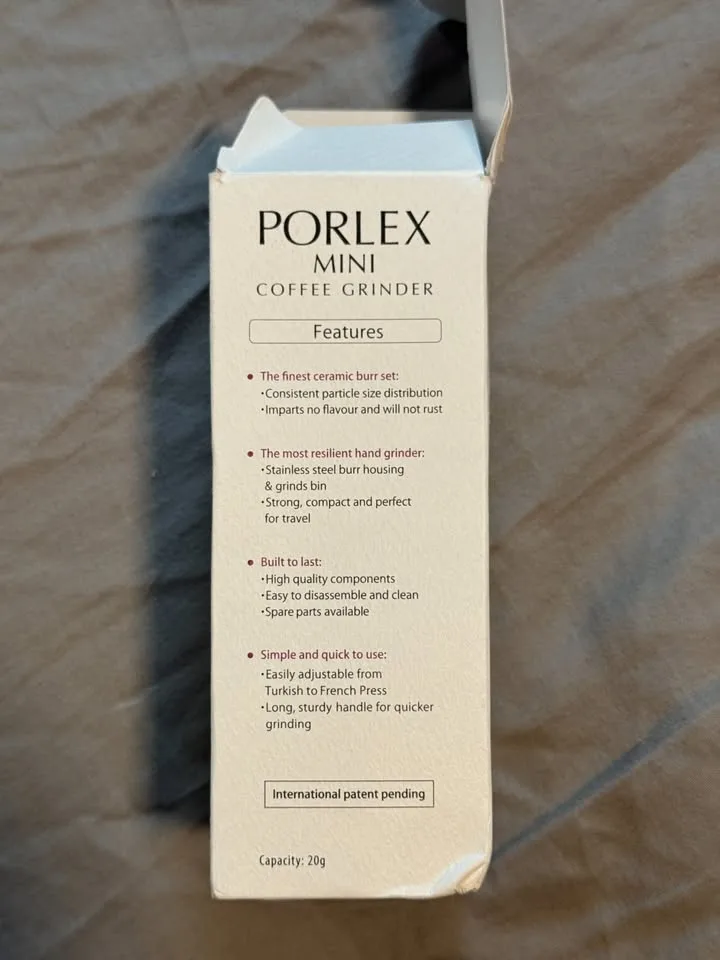 PORLEX
MINI
COFFEE GRINDER
Features
• The finest ceramic burr set:
・Consistent particle size distribution
・Imparts no flavour and will not rust
• The most resilient hand grinder:
・Stainless steel burr housing
& grinds bin
・Strong, compact and perfect
for travel
• Built to last:
・High quality components
・Easy to disassemble and clean
・Spare parts available
• Simple and quick to use:
・Easily adjustable from
Turkish to French Press
・Long, sturdy handle for quicker
grinding
International patent pending
Capacity: 20g